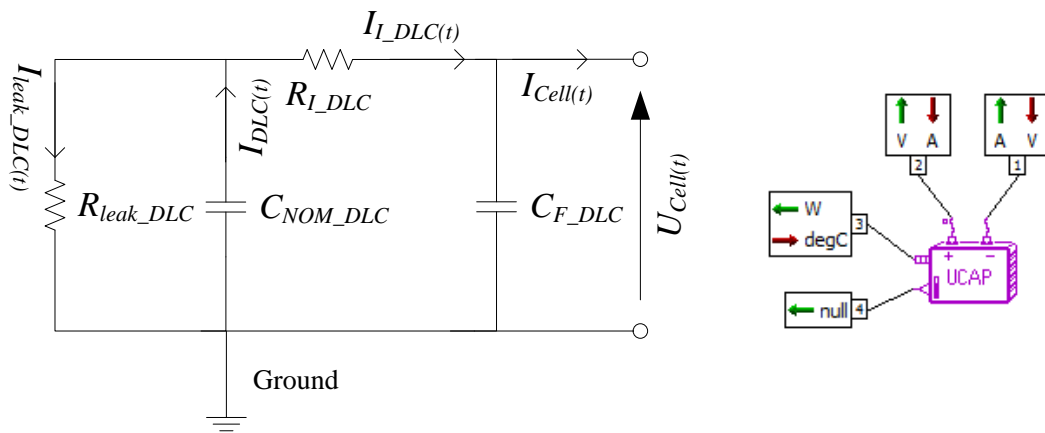 I_I_DLC(t)
I_leak_DLC(t)
I_DLC(t)
R_I_DLC
I_Cell(t)
R_leak_DLC
C_NOM_DLC
C_F_DLC
U_Cell(t)
Ground
V A
2
A V
1
W
degC
3
+ −
UCAP
null
4